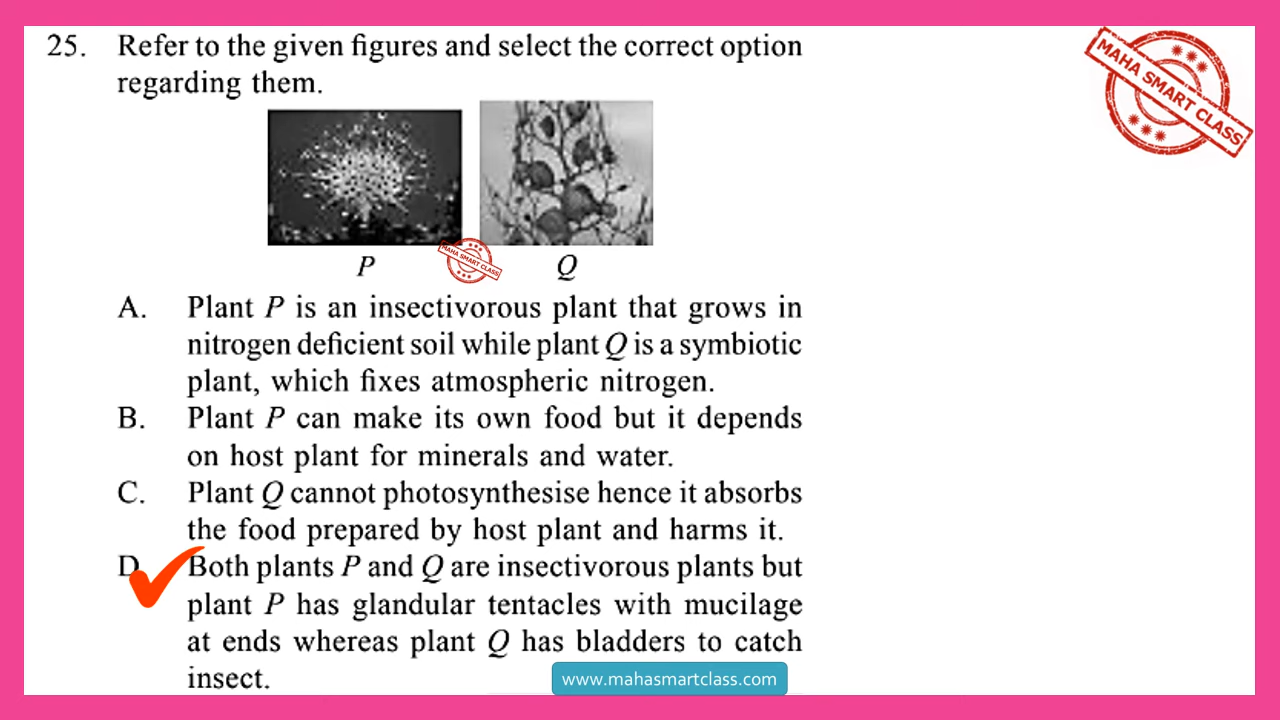 25. Refer to the given figures and select the correct option
regarding them.
MAHA SMART CLASS
MAHA SMART CLASS
P
Q
A. Plant P is an insectivorous plant that grows in
nitrogen deficient soil while plant Q is a symbiotic
plant, which fixes atmospheric nitrogen.
B. Plant P can make its own food but it depends
on host plant for minerals and water.
C. Plant Q cannot photosynthesise hence it absorbs
the food prepared by host plant and harms it.
D. Both plants P and Q are insectivorous plants but
plant P has glandular tentacles with mucilage
at ends whereas plant Q has bladders to catch
insect.
www.mahasmartclass.com